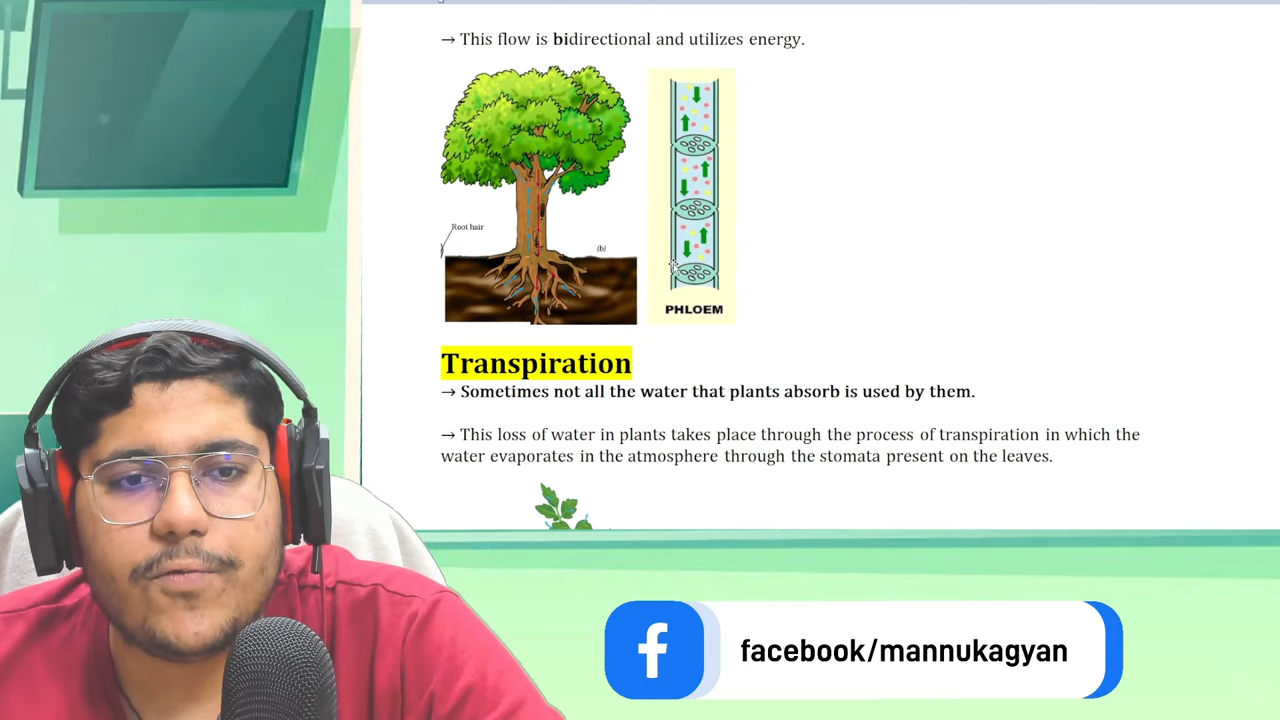 → This flow is bidirectional and utilizes energy.
Root hair
(b)
PHLOEM
Transpiration
→ Sometimes not all the water that plants absorb is used by them.
→ This loss of water in plants takes place through the process of transpiration in which the
water evaporates in the atmosphere through the stomata present on the leaves.
facebook/mannukagyan